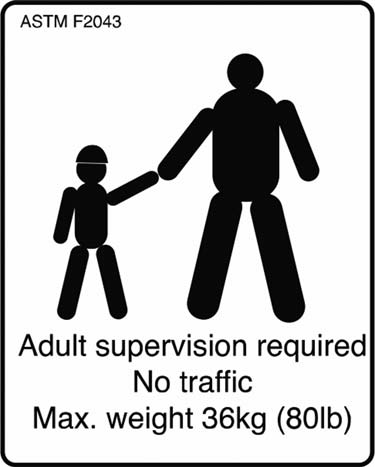 ASTM F2043
Adult supervision required
No traffic
Max. weight 36kg (80lb)